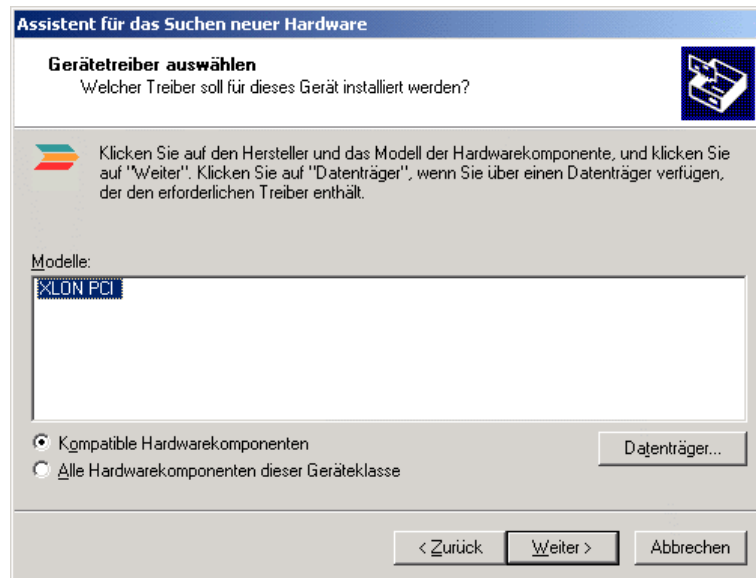 Assistent für das Suchen neuer Hardware
Gerätetreiber auswählen
Welcher Treiber soll für dieses Gerät installiert werden?
Klicken Sie auf den Hersteller und das Modell der Hardwarekomponente, und klicken Sie
auf "Weiter". Klicken Sie auf "Datenträger", wenn Sie über einen Datenträger verfügen,
der den erforderlichen Treiber enthält.
Modelle:
XLON PCI
Kompatible Hardwarekomponenten
Alle Hardwarekomponenten dieser Geräteklasse
Datenträger...
< Zurück
Weiter >
Abbrechen